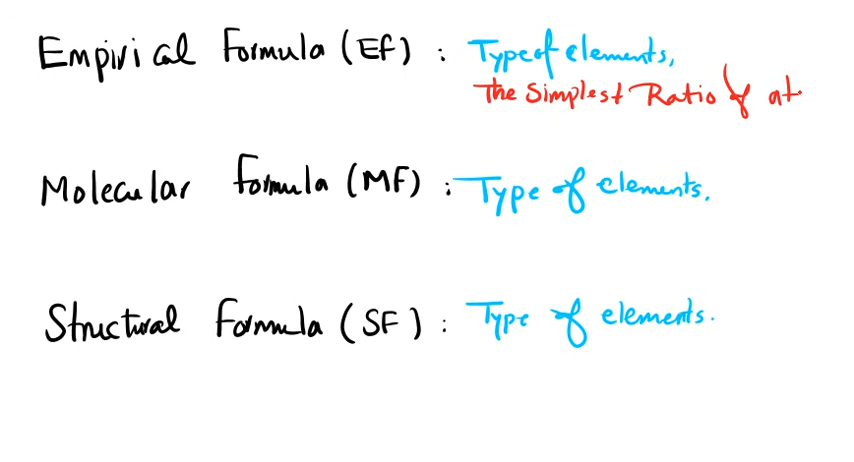 Empirical Formula (EF) : Type of elements,
The Simplest Ratio of at
Molecular Formula (MF) : Type of elements,
Structural Formula (SF) : Type of elements.